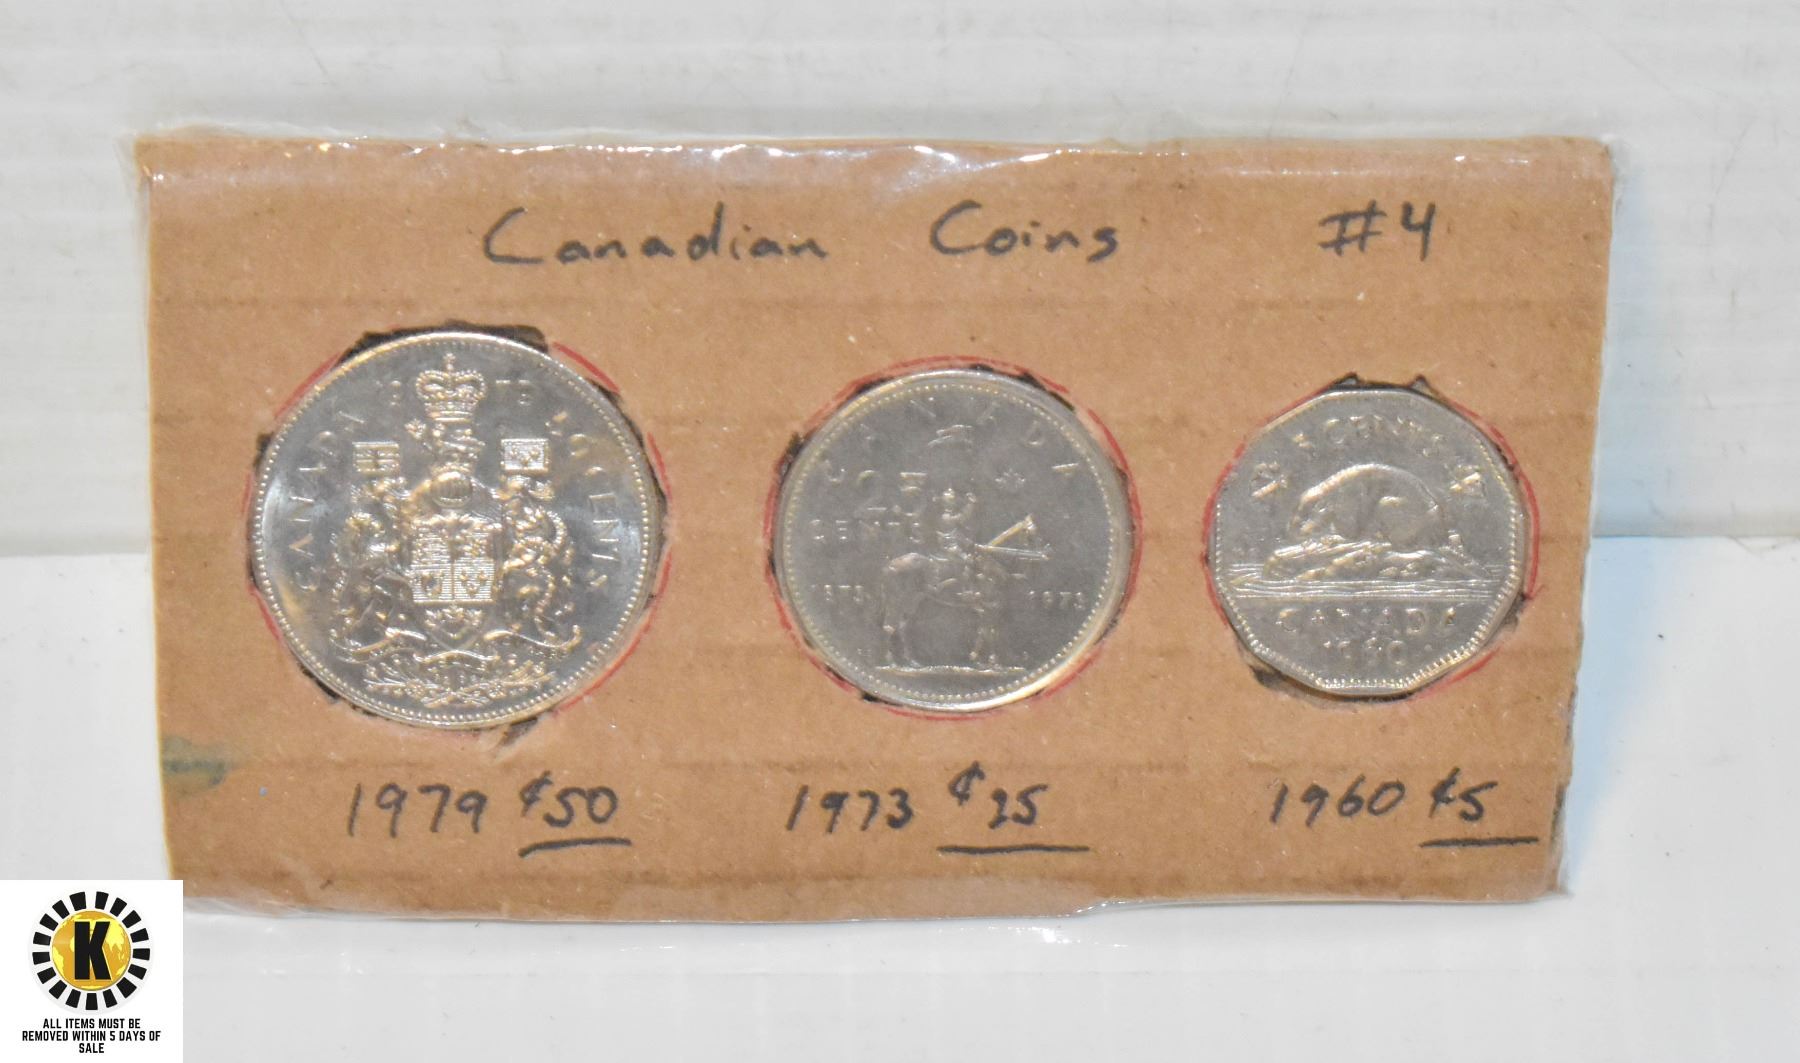 Canadian Coins #4
CANADA 1979 50 CENTS
CANADA
25
CENTS
1873 1973
5 CENTS
CANADA
1960
1979 ¢50
1973 ¢25
1960 ¢5
K
ALL ITEMS MUST BE
REMOVED WITHIN 5 DAYS OF
SALE